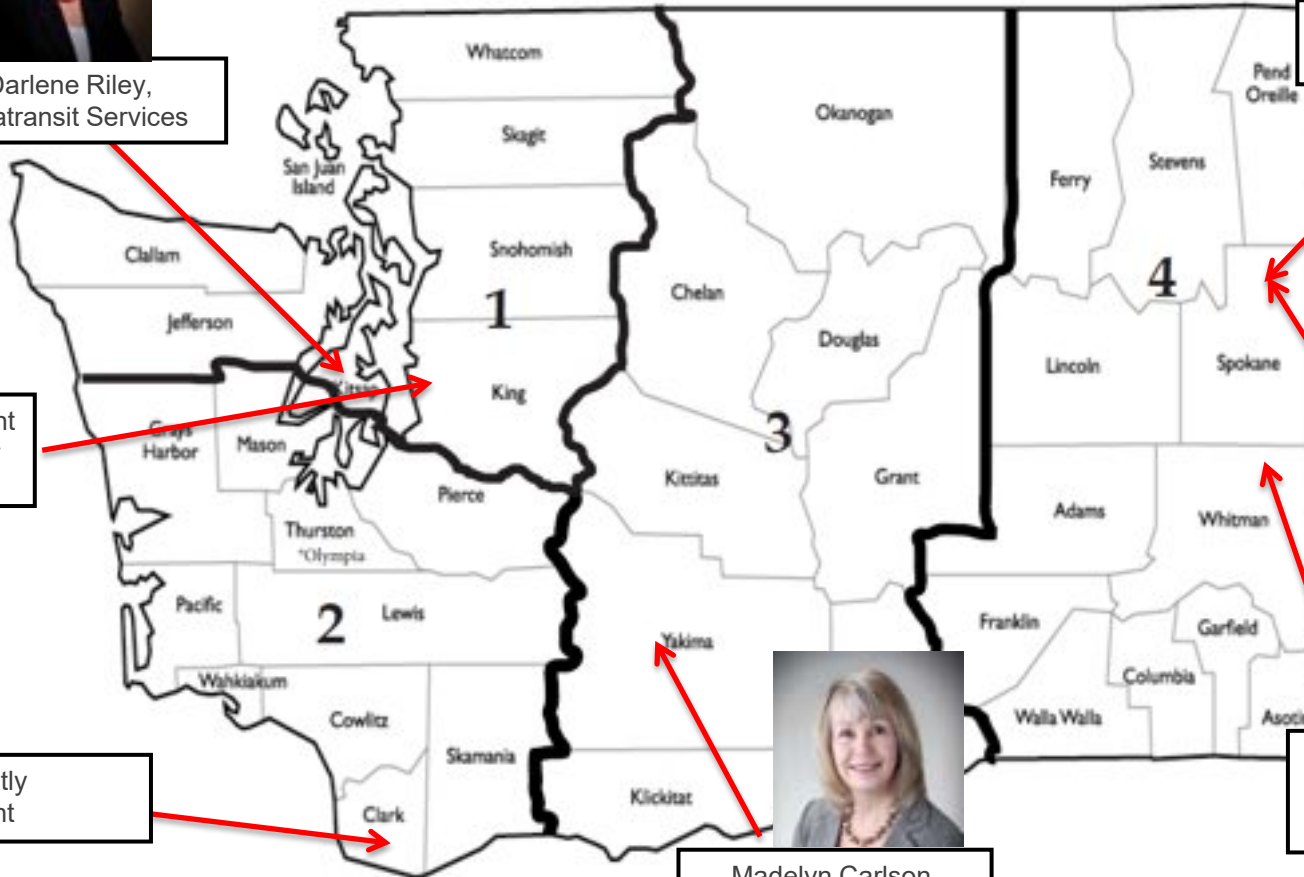 Darlene Riley,
atransit Services
Whatcom
Skagit
San Juan
Island
Snohomish
1
King
Clallam
Jefferson
Kitsap
Grays
Harbor
Mason
Pierce
Thurston
*Olympia
Pacific
2
Lewis
Wahkiakum
Cowlitz
Skamania
Clark
Okanogan
Chelan
Douglas
3
Kittitas
Grant
Yakima
Klickitat
Pend
Oreille
Stevens
Ferry
4
Lincoln
Spokane
Adams
Whitman
Franklin
Garfield
Columbia
Walla Walla
Asotin
nt
tly
nt
Madelyn Carlson